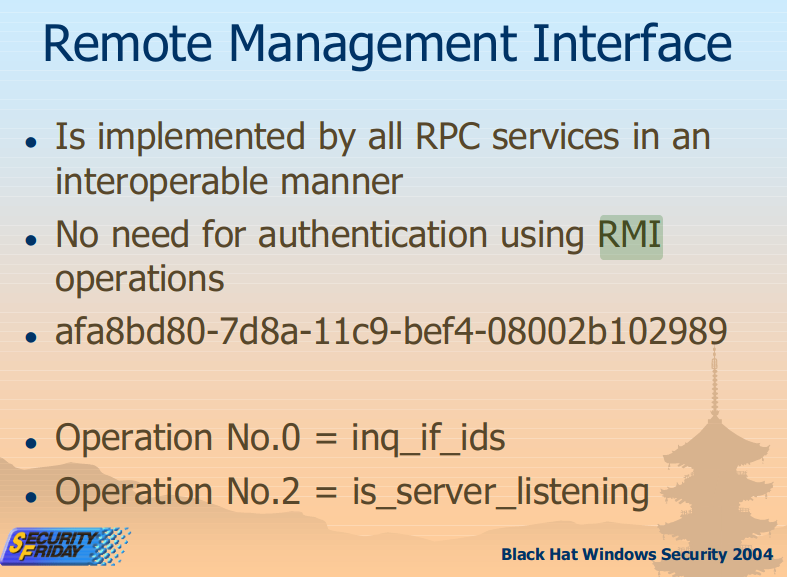 Remote Management Interface
Is implemented by all RPC services in an
interoperable manner
No need for authentication using RMI
operations
afa8bd80-7d8a-11c9-bef4-08002b102989
Operation No.0 = inq_if_ids
Operation No.2 = is_server_listening
SECURITY
FRIDAY
Black Hat Windows Security 2004